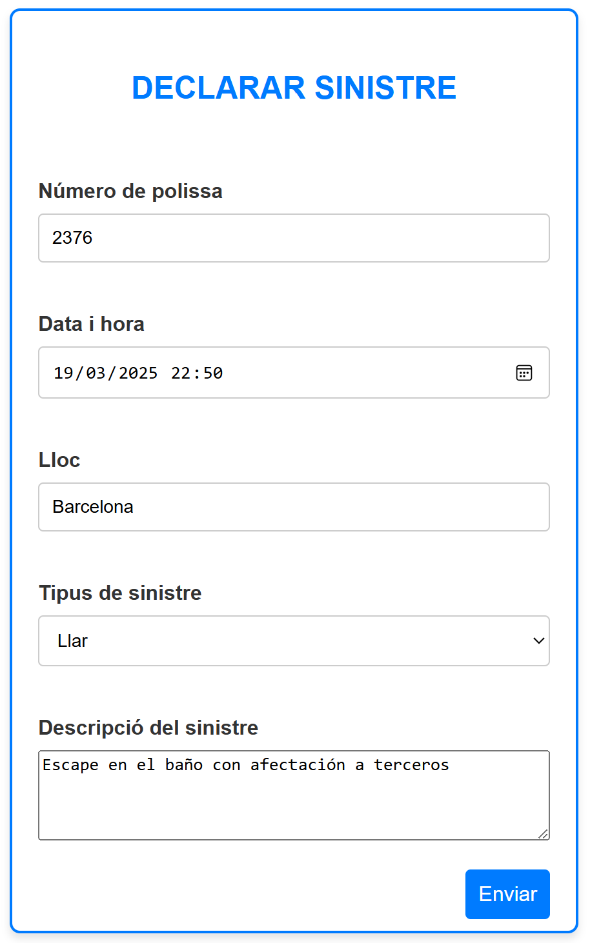 DECLARAR SINISTRE
Número de polissa
2376
Data i hora
19/03/2025 22:50
Lloc
Barcelona
Tipus de sinistre
Llar
Descripció del sinistre
Escape en el baño con afectación a terceros
Enviar